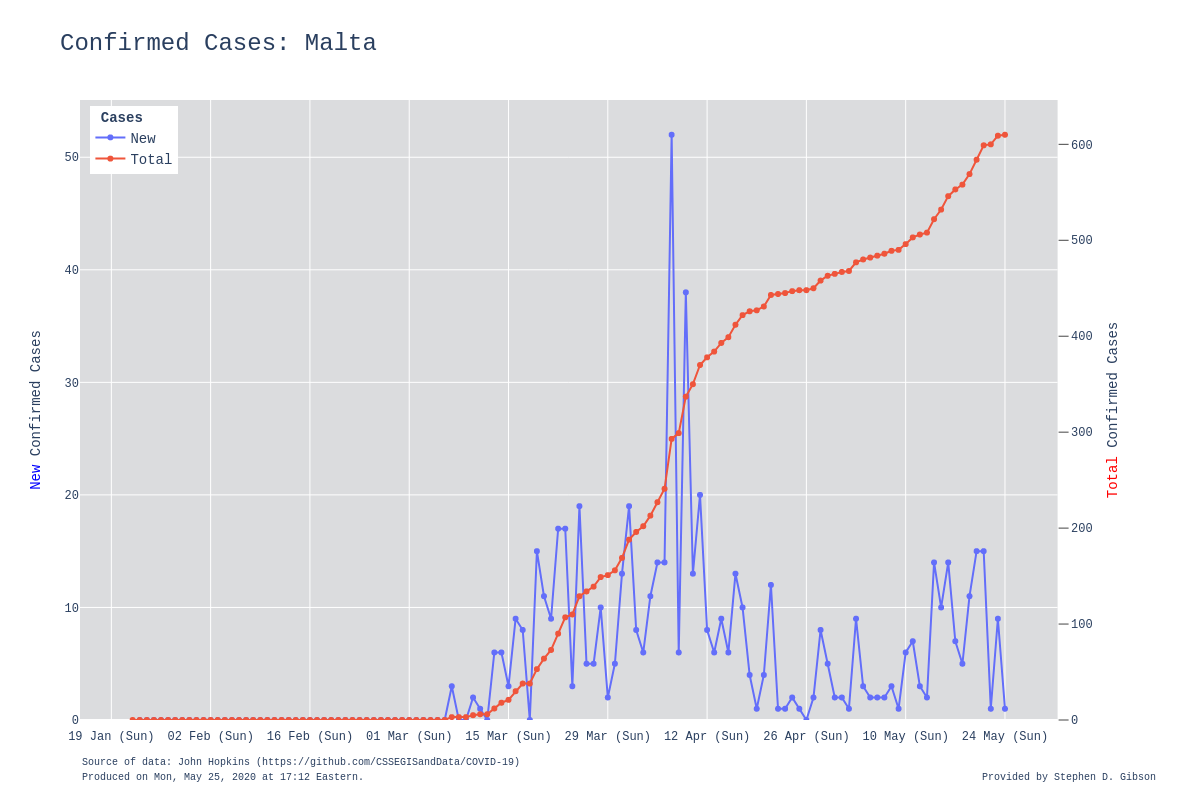 Confirmed Cases: Malta
Cases
New
Total
50
40
30
20
10
0
600
500
400
300
200
100
0
New Confirmed Cases
Total Confirmed Cases
19 Jan (Sun) 02 Feb (Sun) 16 Feb (Sun) 01 Mar (Sun) 15 Mar (Sun) 29 Mar (Sun) 12 Apr (Sun) 26 Apr (Sun) 10 May (Sun) 24 May (Sun)
Source of data: John Hopkins (https://github.com/CSSEGISandData/COVID-19)
Produced on Mon, May 25, 2020 at 17:12 Eastern.
Provided by Stephen D. Gibson